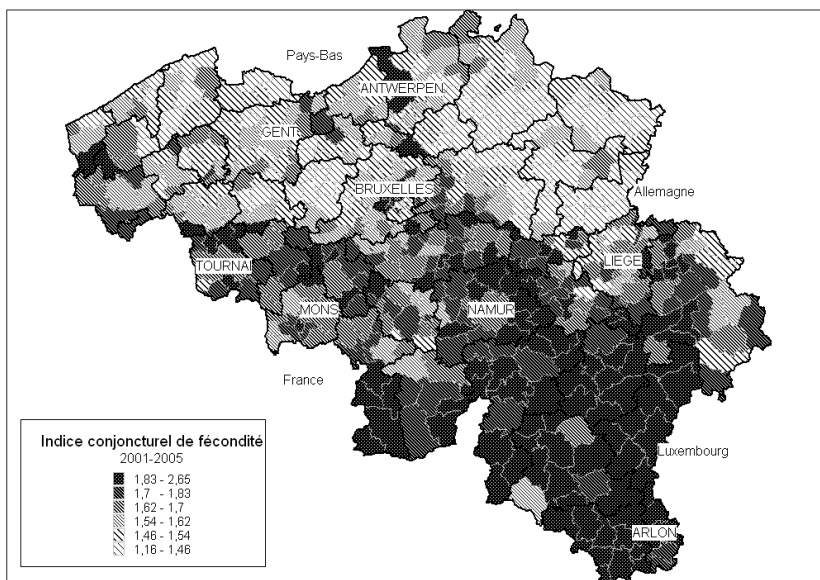 Pays-Bas
ANTWERPEN
GENT
BRUXELLES
Allemagne
TOURNAI
LIEGE
MONS
NAMUR
France
Luxembourg
ARLON
Indice conjoncturel de fécondité
2001-2005
1,83 - 2,65
1,7 - 1,83
1,62 - 1,7
1,54 - 1,62
1,46 - 1,54
1,16 - 1,46